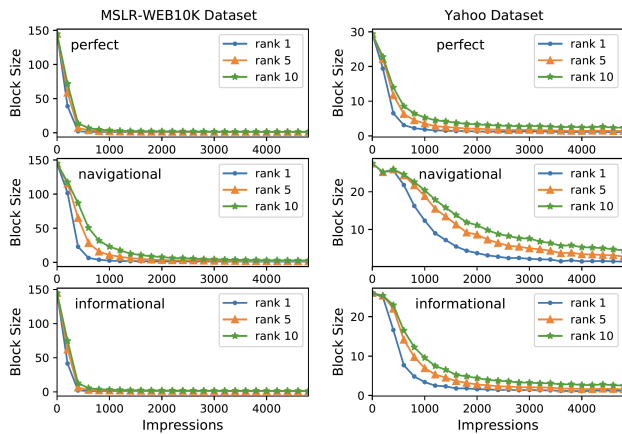 MSLR-WEB10K Dataset
Yahoo Dataset
Block Size
150
100
50
0
perfect
rank 1
rank 5
rank 10
Block Size
30
20
10
0
perfect
rank 1
rank 5
rank 10
0 1000 2000 3000 4000
0 1000 2000 3000 4000
Block Size
150
100
50
0
navigational
rank 1
rank 5
rank 10
Block Size
20
10
navigational
rank 1
rank 5
rank 10
0 1000 2000 3000 4000
0 1000 2000 3000 4000
Block Size
150
100
50
0
informational
rank 1
rank 5
rank 10
Block Size
20
10
0
informational
rank 1
rank 5
rank 10
0 1000 2000 3000 4000
0 1000 2000 3000 4000
Impressions
Impressions